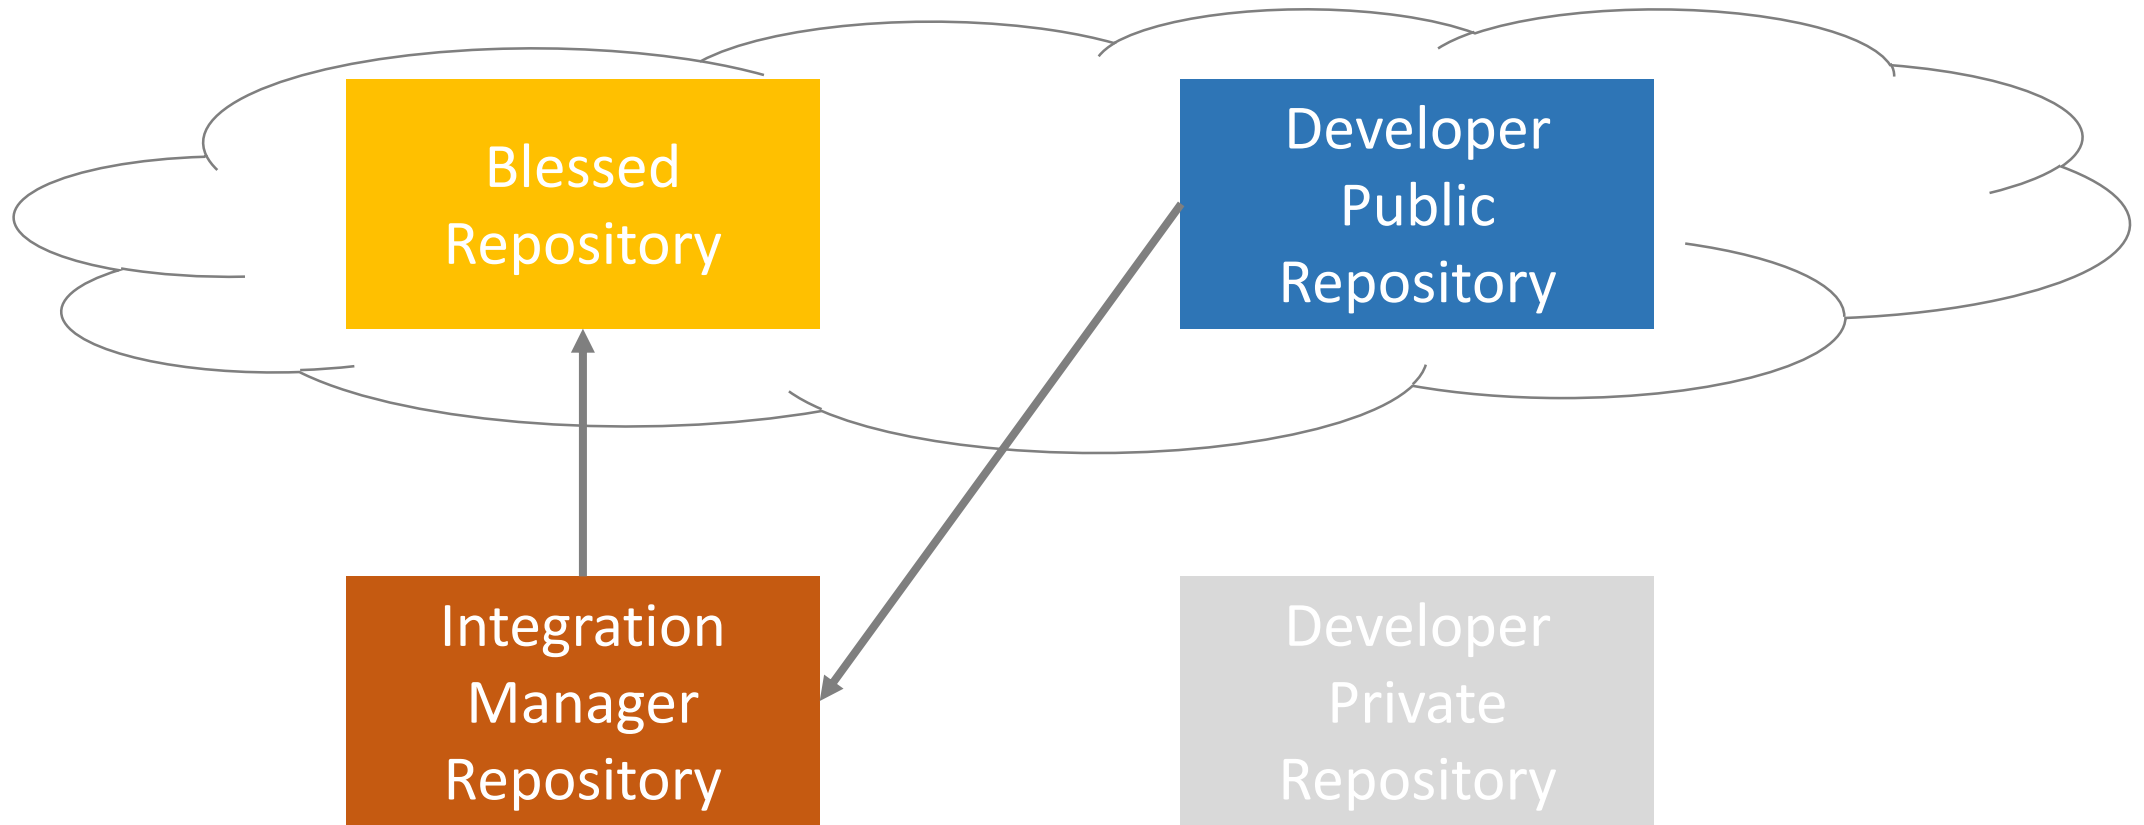 Blessed
Repository
Developer
Public
Repository
Integration
Manager
Repository
Developer
Private
Repository